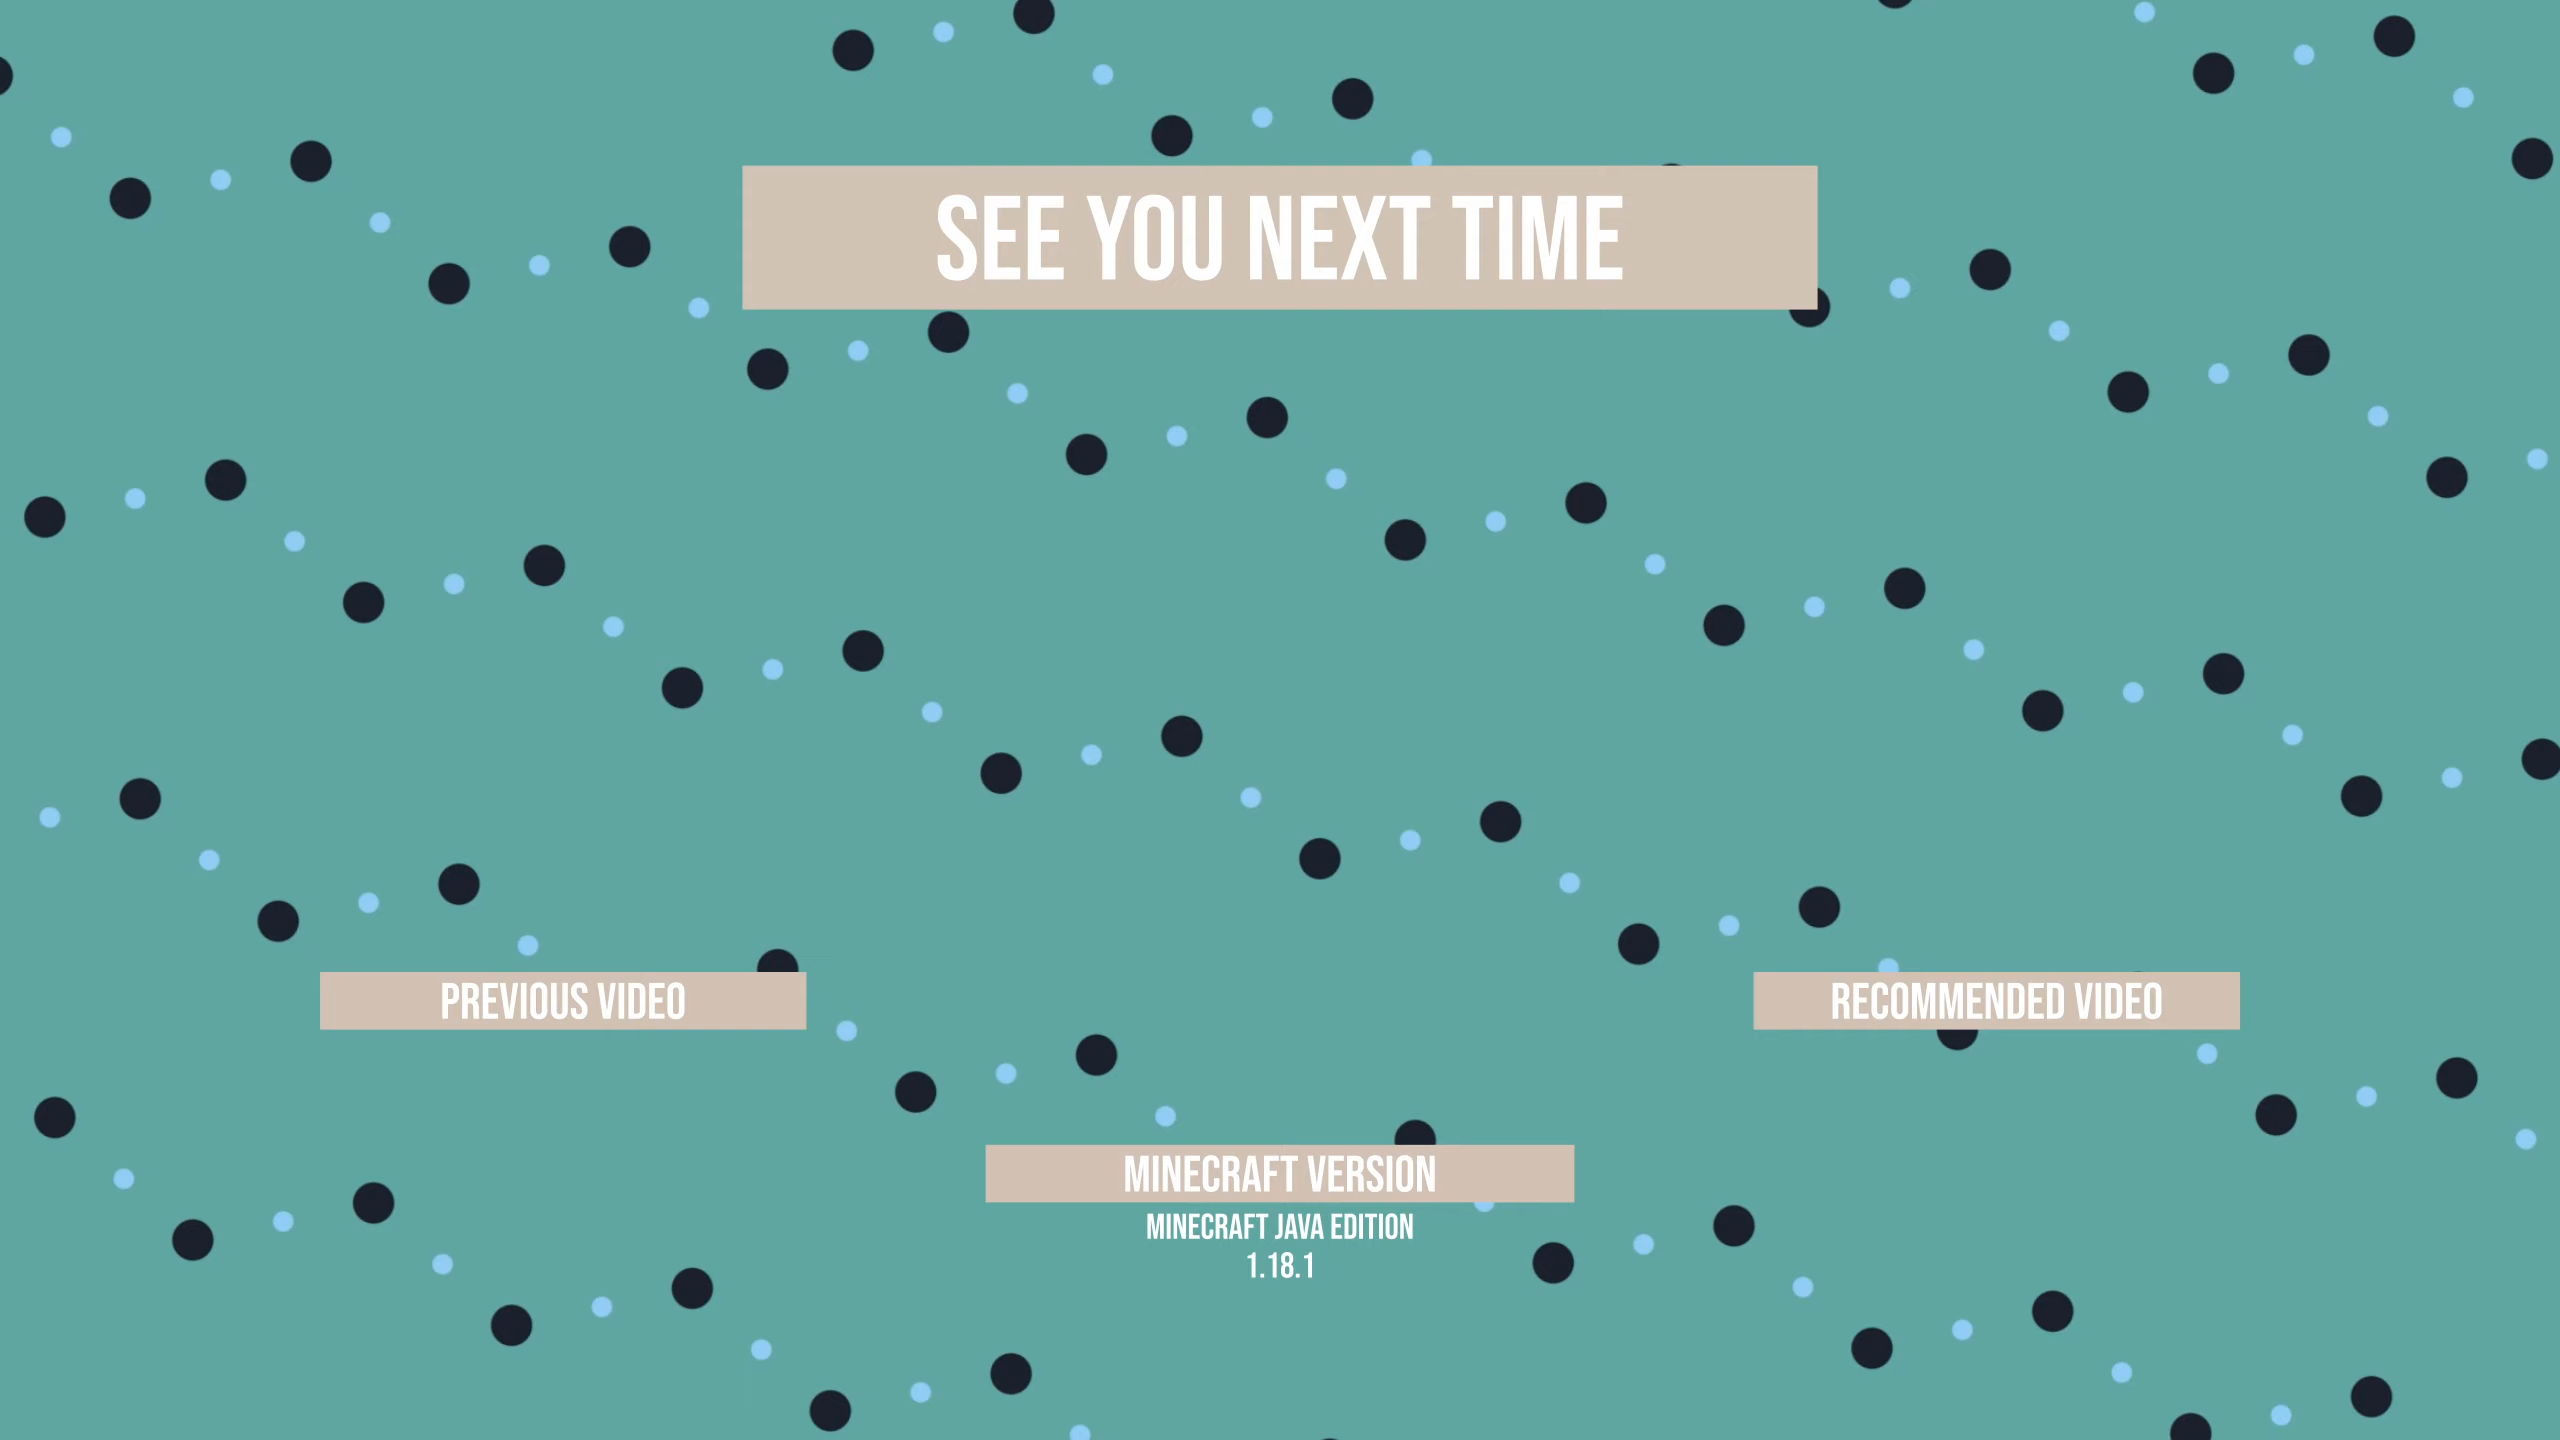 SEE YOU NEXT TIME
PREVIOUS VIDEO
RECOMMENDED VIDEO
MINECRAFT VERSION
MINECRAFT JAVA EDITION
1.18.1